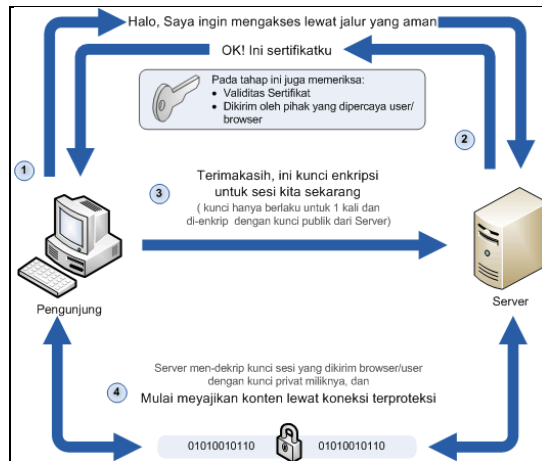 Halo, Saya ingin mengakses lewat jalur yang aman
OK! Ini sertifikatku
Pada tahap ini juga memeriksa:
• Validitas Sertifikat
• Dikirim oleh pihak yang dipercaya user/
browser
1
2
3
Terimakasih, ini kunci enkripsi
untuk sesi kita sekarang
( kunci hanya berlaku untuk 1 kali dan
di-enkrip dengan kunci publik dari Server)
Pengunjung
Server
Server men-dekrip kunci sesi yang dikirim browser/user
dengan kunci privat miliknya, dan
4
Mulai meyajikan konten lewat koneksi terproteksi
01010010110
01010010110